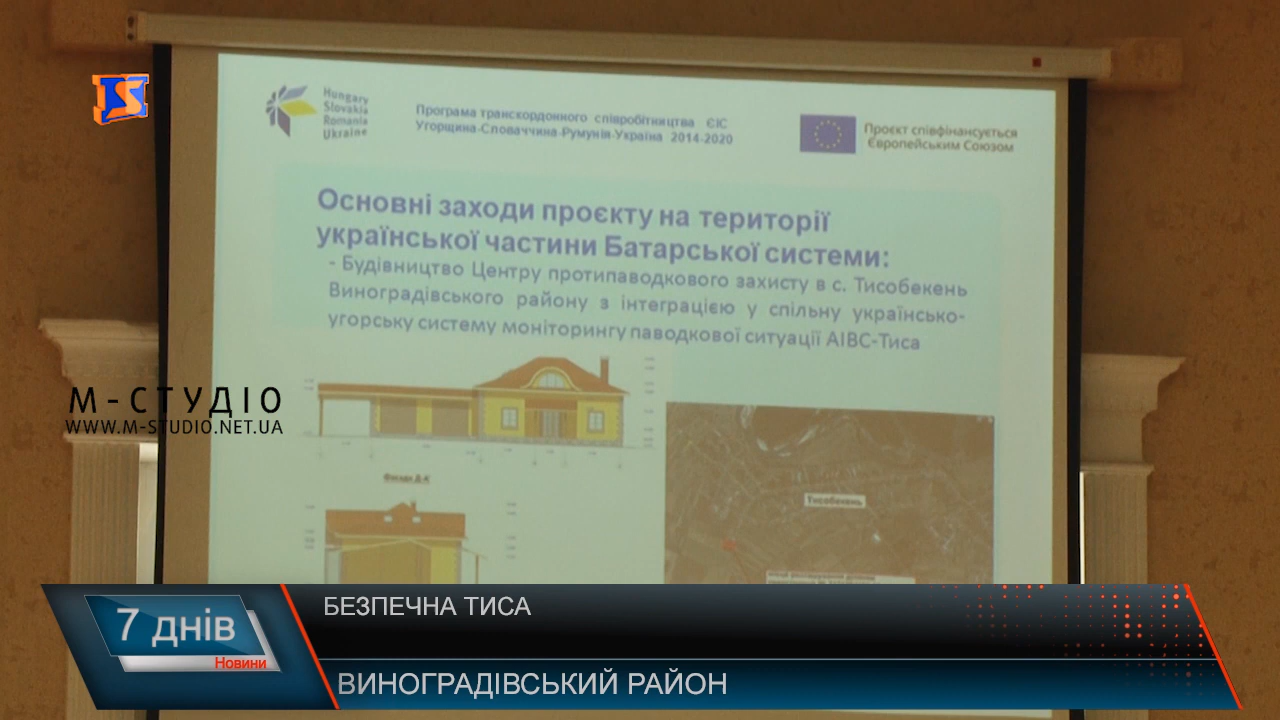 Hungary
Slovakia
Romania
Ukraine
Програма транскордонного співробітництва ЄІС
Угорщина-Словаччина-Румунія-Україна 2014-2020
Проєкт співфінансується
Європейським Союзом
Основні заходи проєкту на території
української частини Батарської системи:
- Будівництво Центру протипаводкового захисту в с. Тисобекень
Виноградівського району з інтеграцією у спільну українсько-
угорську систему моніторингу паводкової ситуації АІВС-Тиса
М-СТУДІО
WWW.M-STUDIO.NET.UA
Фасади Д-К
Тисобекень
7 днів
Новини
БЕЗПЕЧНА ТИСА
ВИНОГРАДІВСЬКИЙ РАЙОН